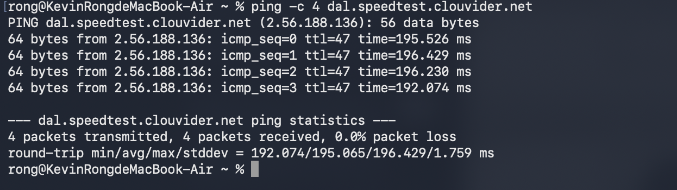 [rong@KevinRongdeMacBook-Air ~ % ping -c 4 dal.speedtest.clouvider.net
PING dal.speedtest.clouvider.net (2.56.188.136): 56 data bytes
64 bytes from 2.56.188.136: icmp_seq=0 ttl=47 time=195.526 ms
64 bytes from 2.56.188.136: icmp_seq=1 ttl=47 time=196.429 ms
64 bytes from 2.56.188.136: icmp_seq=2 ttl=47 time=196.230 ms
64 bytes from 2.56.188.136: icmp_seq=3 ttl=47 time=192.074 ms

--- dal.speedtest.clouvider.net ping statistics ---
4 packets transmitted, 4 packets received, 0.0% packet loss
round-trip min/avg/max/stddev = 192.074/195.065/196.429/1.759 ms
rong@KevinRongdeMacBook-Air ~ %